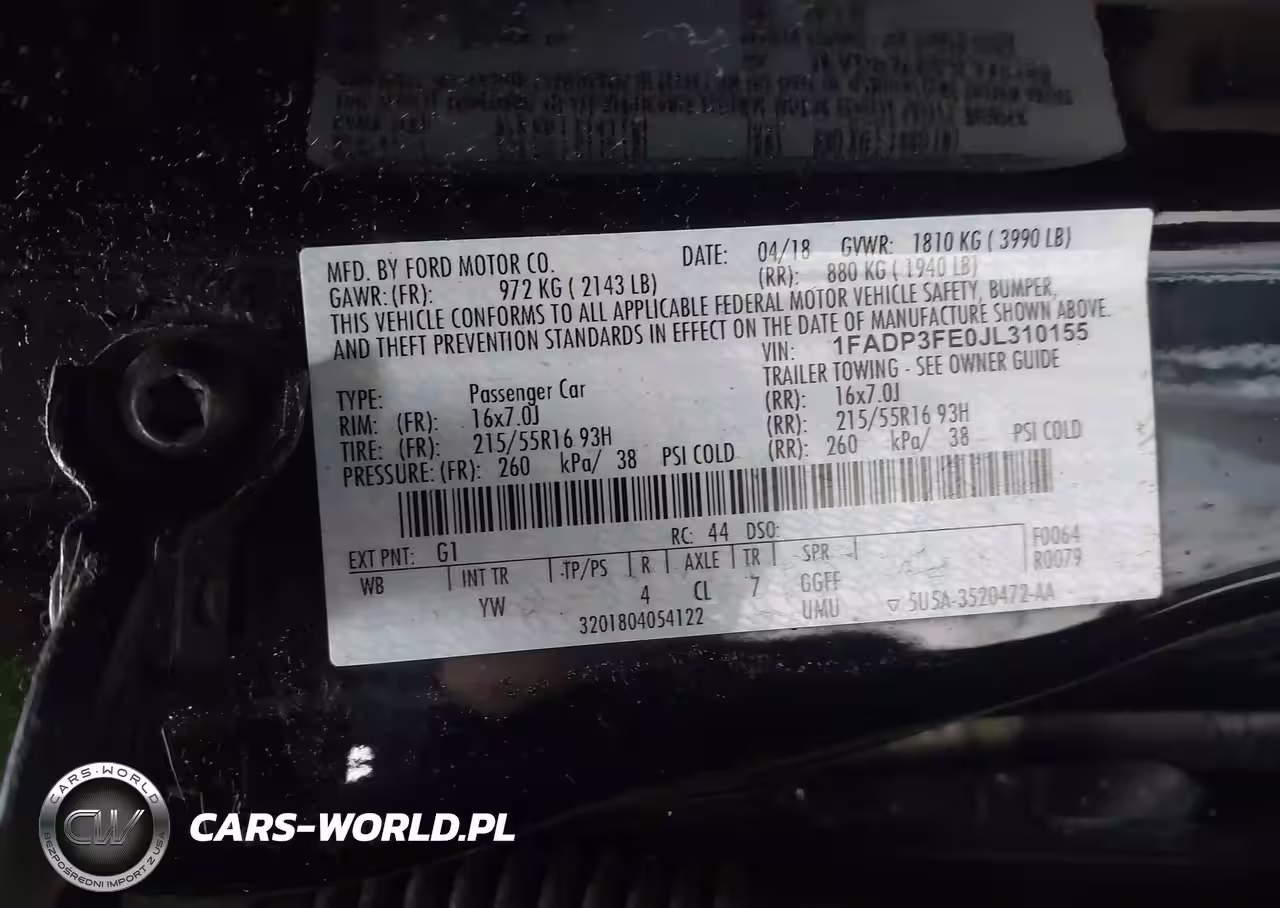 MFD. BY FORD MOTOR CO. DATE: 04/18 GVWR: 1810 KG ( 3990 LB)
GAWR: (FR): 972 KG ( 2143 LB) (RR): 880 KG ( 1940 LB)
THIS VEHICLE CONFORMS TO ALL APPLICABLE FEDERAL MOTOR VEHICLE SAFETY, BUMPER,
AND THEFT PREVENTION STANDARDS IN EFFECT ON THE DATE OF MANUFACTURE SHOWN ABOVE.
VIN: 1FADP3FE0JL310155
TYPE: Passenger Car TRAILER TOWING - SEE OWNER GUIDE
RIM: (FR): 16x7.0J (RR): 16x7.0J
TIRE: (FR): 215/55R16 93H (RR): 215/55R16 93H
PRESSURE: (FR): 260 kPa/ 38 PSI COLD (RR): 260 kPa/ 38 PSI COLD
EXT PNT: G1 RC: 44 DSO: F0064
WB INT TR TP/PS R AXLE TR SPR R0079
YW 4 CL 7 GGFF
UMU 5U5A-3520472-AA
3201804054122
CARS-WORLD
CW
BEZPOŚREDNI IMPORT Z USA
CARS-WORLD.PL